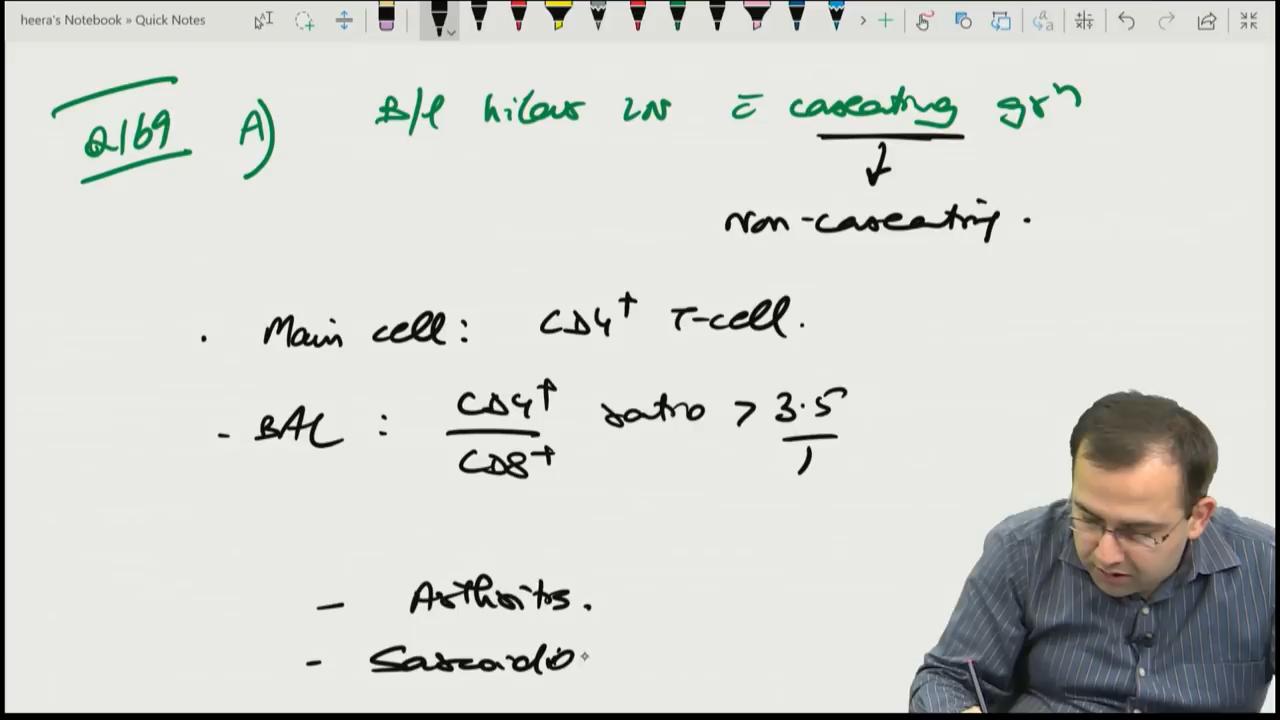 heera's Notebook » Quick Notes
Q169 A) B/L hilar LN c̄ caseating grⁿ
↓
Non-caseating.
. Main cell: CD4+ T-cell.
- BAL : CD4+ / CD8+ ratio > 3.5 / 1
- Arthritis.
- Sarcoido